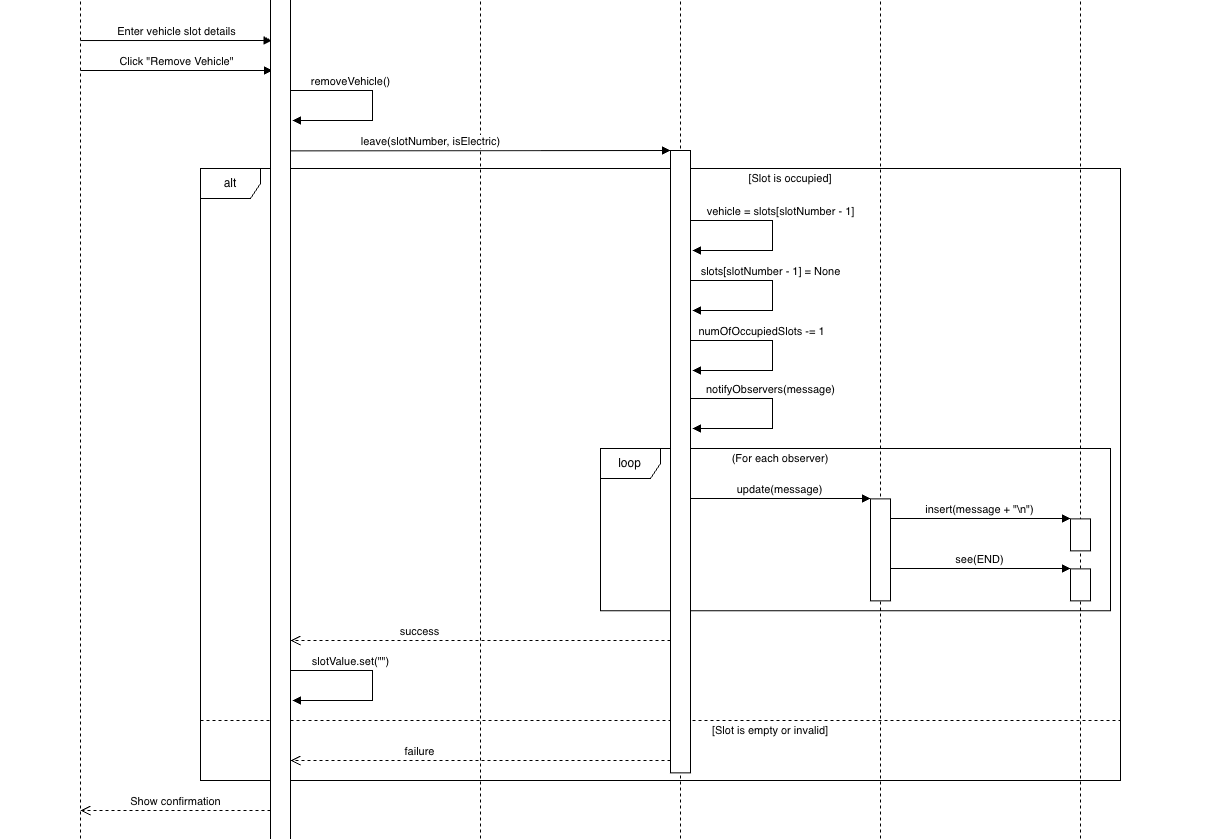 Enter vehicle slot details
Click "Remove Vehicle"
removeVehicle()
leave(slotNumber, isElectric)
alt
[Slot is occupied]
vehicle = slots[slotNumber - 1]
slots[slotNumber - 1] = None
numOfOccupiedSlots -= 1
notifyObservers(message)
loop
(For each observer)
update(message)
insert(message + "\n")
see(END)
success
slotValue.set("")
[Slot is empty or invalid]
failure
Show confirmation